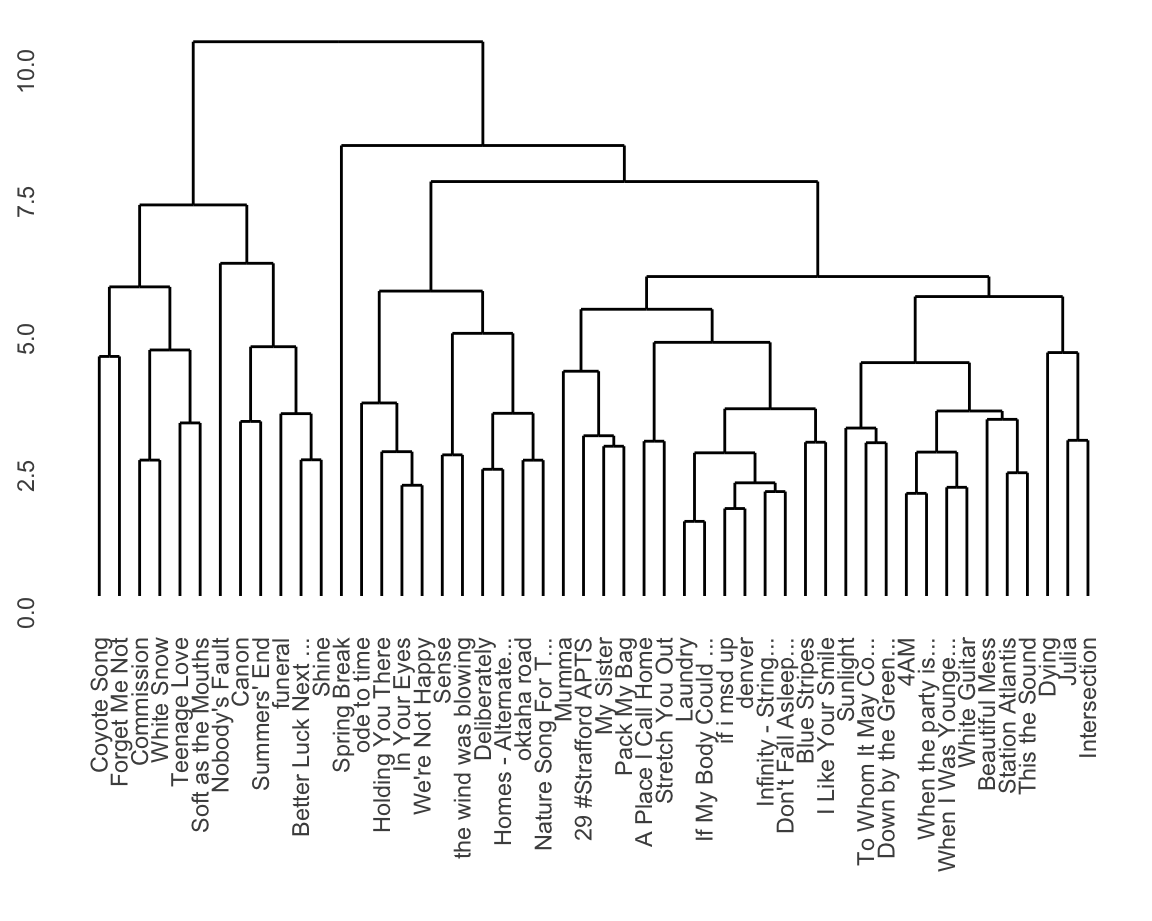 10.0
7.5
5.0
2.5
0.0
Coyote Song
Forget Me Not
Commission
White Snow
Teenage Love
Soft as the Mouths
Nobody's Fault
Canon
Summers' End
funeral
Better Luck Next ...
Shine
Spring Break
ode to time
Holding You There
In Your Eyes
We're Not Happy
Sense
the wind was blowing
Deliberately
Homes - Alternate...
oktaha road
Nature Song For T...
Mumma
29 #Strafford APTS
My Sister
Pack My Bag
A Place I Call Home
Stretch You Out
Laundry
If My Body Could ...
if i msd up
denver
Infinity - String...
Don't Fall Asleep...
Blue Stripes
I Like Your Smile
Sunlight
To Whom It May Co...
Down by the Green...
4AM
When the party is...
When I Was Younge...
White Guitar
Beautiful Mess
Station Atlantis
This the Sound
Dying
Julia
Intersection